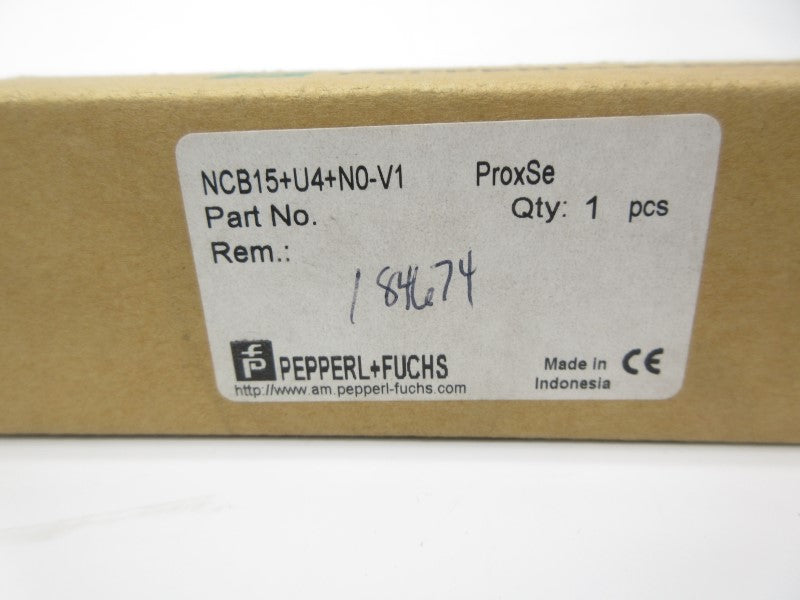 NCB15+U4+N0-V1 ProxSe
Part No. Qty: 1 pcs
Rem.:
184674
PEPPERL+FUCHS Made in CE
http://www.am.pepperl-fuchs.com Indonesia